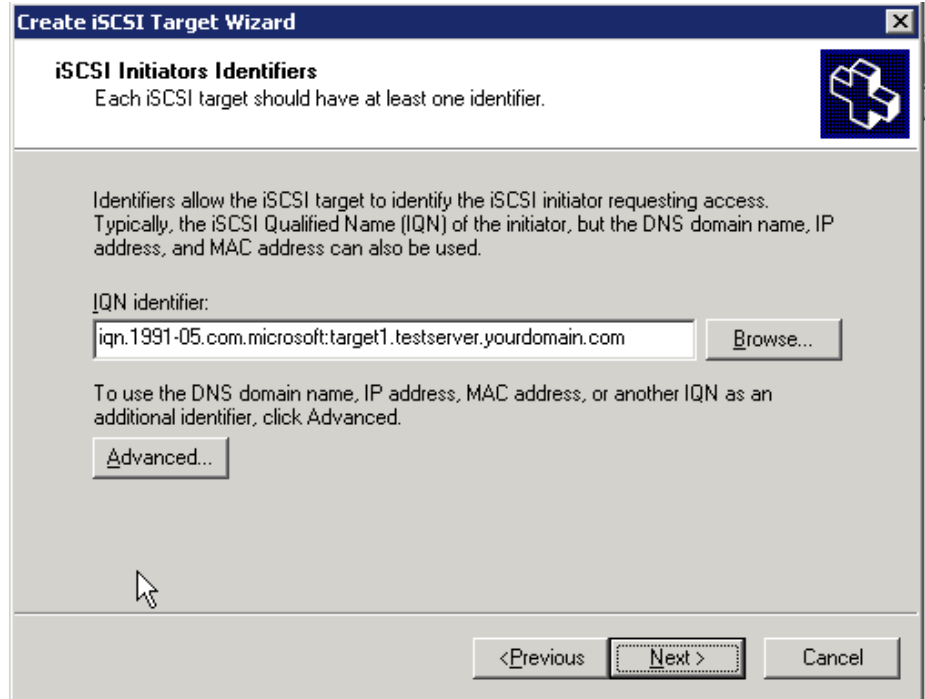 Create iSCSI Target Wizard
iSCSI Initiators Identifiers
Each iSCSI target should have at least one identifier.
Identifiers allow the iSCSI target to identify the iSCSI initiator requesting access.
Typically, the iSCSI Qualified Name (IQN) of the initiator, but the DNS domain name, IP
address, and MAC address can also be used.
IQN identifier:
iqn.1991-05.com.microsoft:target1.testserver.yourdomain.com
Browse...
To use the DNS domain name, IP address, MAC address, or another IQN as an
additional identifier, click Advanced.
Advanced...
<Previous
Next >
Cancel